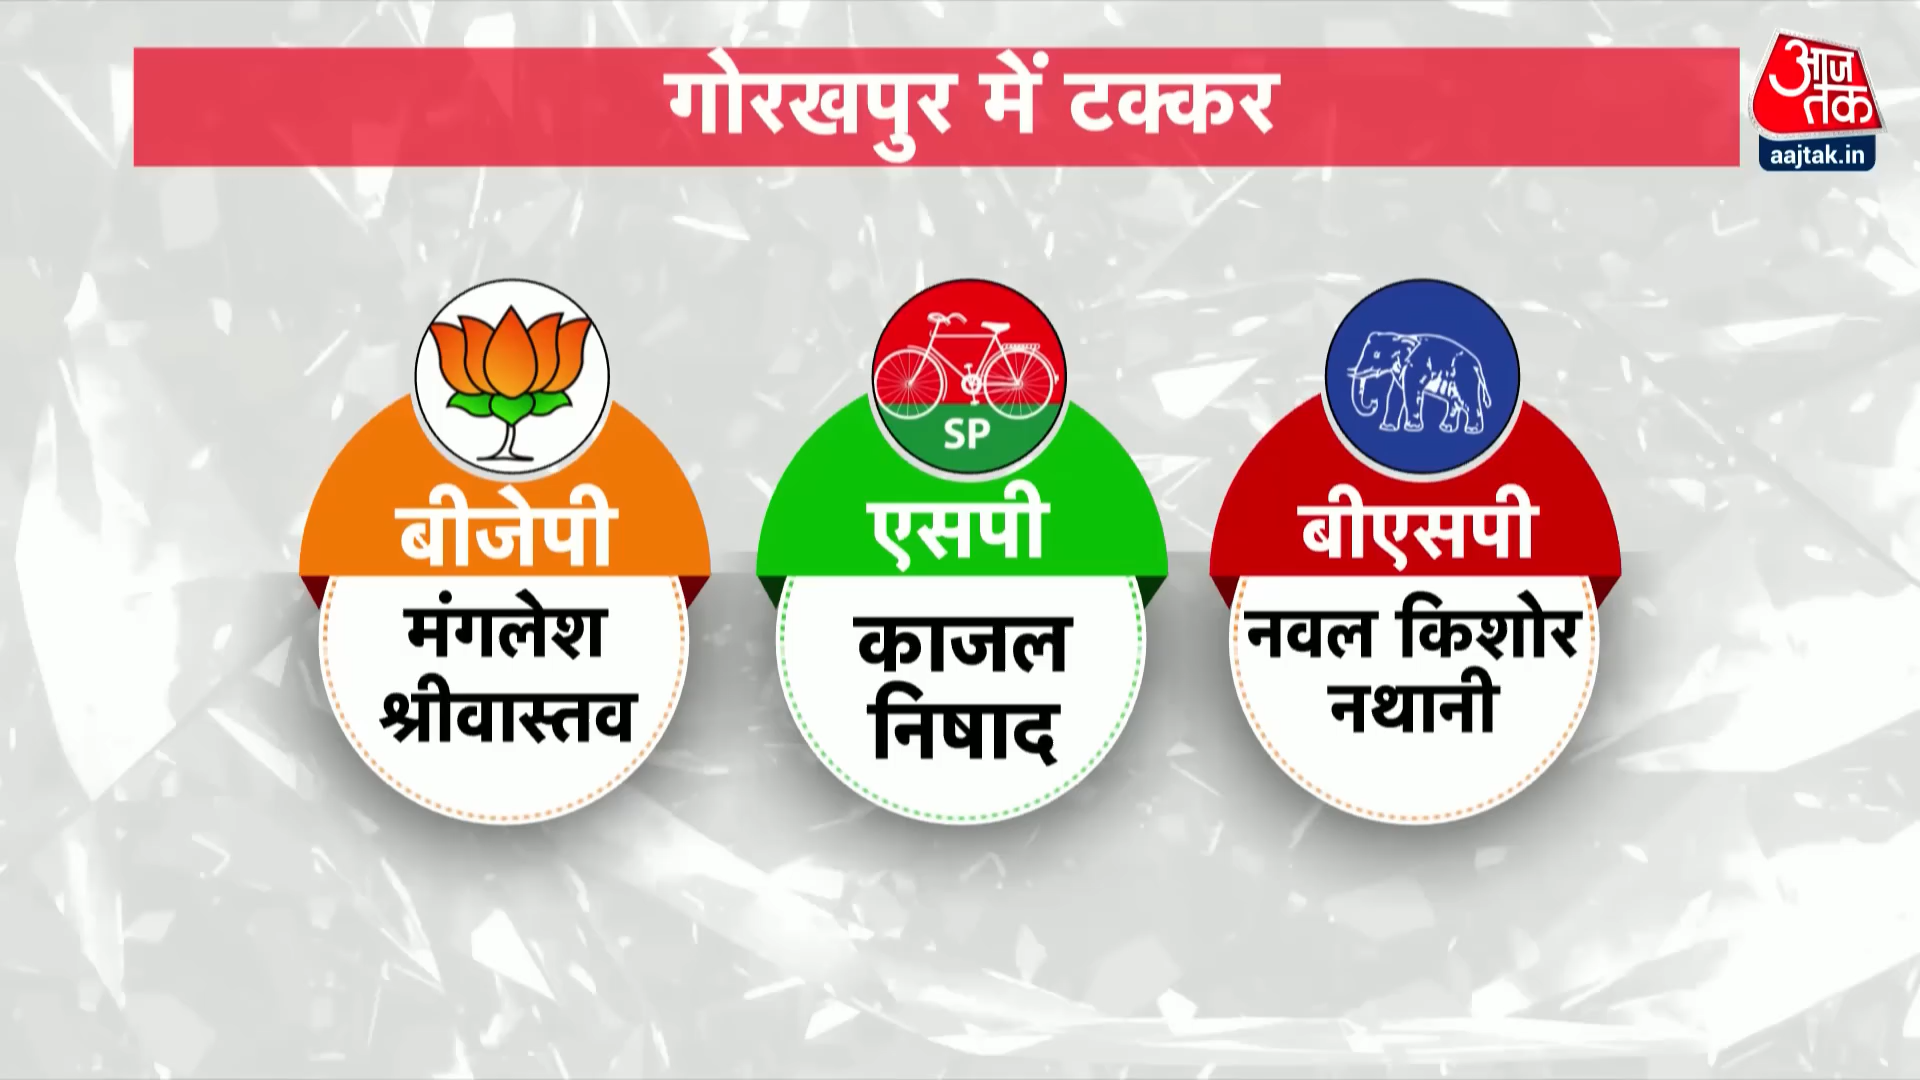 गोरखपुर में टक्कर
आज
तक
aajtak.in
SP
बीजेपी
मंगलेश
श्रीवास्तव
एसपी
काजल
निषाद
बीएसपी
नवल किशोर
नथानी